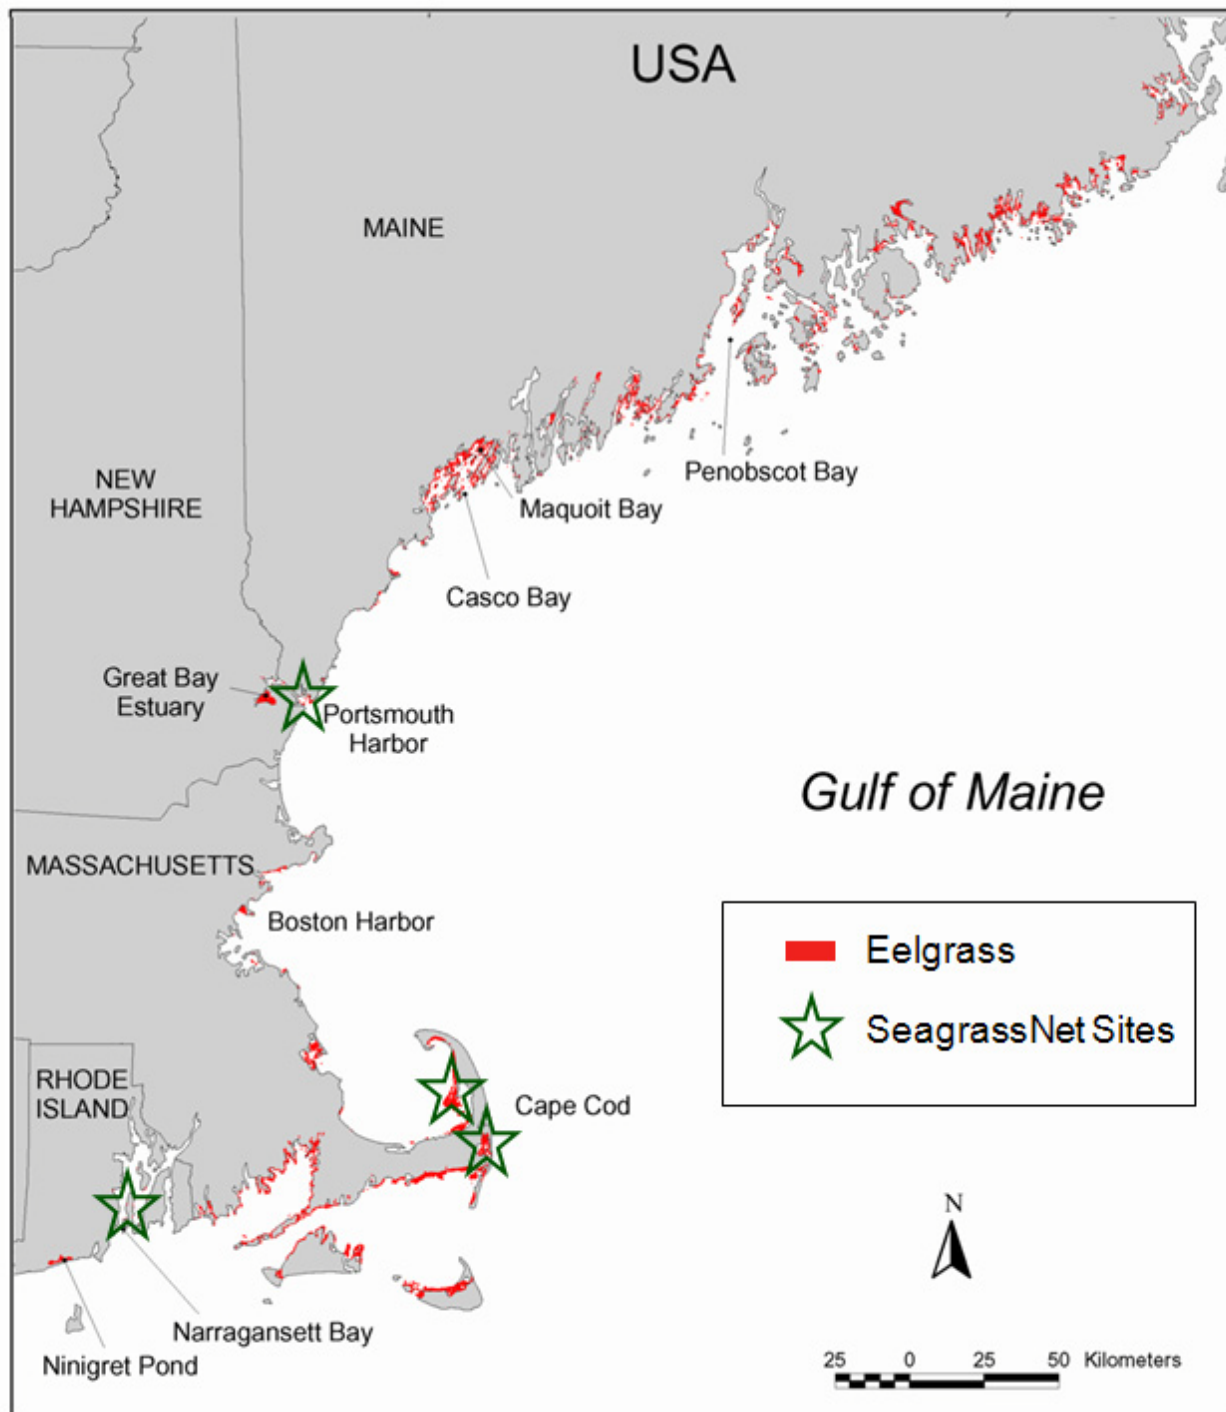 USA
MAINE
Penobscot Bay
NEW
HAMPSHIRE
Maquoit Bay
Casco Bay
Great Bay
Estuary
Portsmouth
Harbor
Gulf of Maine
MASSACHUSETTS
Boston Harbor
Eelgrass
SeagrassNet Sites
RHODE
ISLAND
Cape Cod
N
Narragansett Bay
Ninigret Pond
25 0 25 50 Kilometers